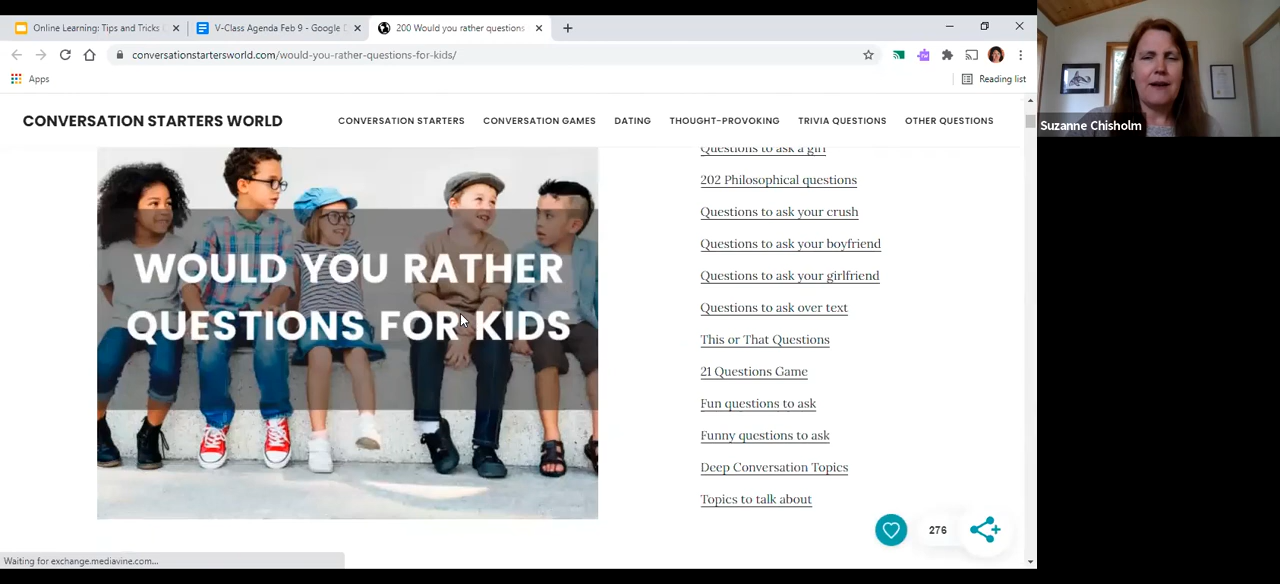 Online Learning: Tips and Tricks
V-Class Agenda Feb 9 - Google
200 Would you rather questions
conversationstartersworld.com/would-you-rather-questions-for-kids/
Apps
Reading list
CONVERSATION STARTERS WORLD
CONVERSATION STARTERS
CONVERSATION GAMES
DATING
THOUGHT-PROVOKING
TRIVIA QUESTIONS
OTHER QUESTIONS
WOULD YOU RATHER
QUESTIONS FOR KIDS
Questions to ask a girl
202 Philosophical questions
Questions to ask your crush
Questions to ask your boyfriend
Questions to ask your girlfriend
Questions to ask over text
This or That Questions
21 Questions Game
Fun questions to ask
Funny questions to ask
Deep Conversation Topics
Topics to talk about
276
Waiting for exchange.mediavine.com...
Suzanne Chisholm